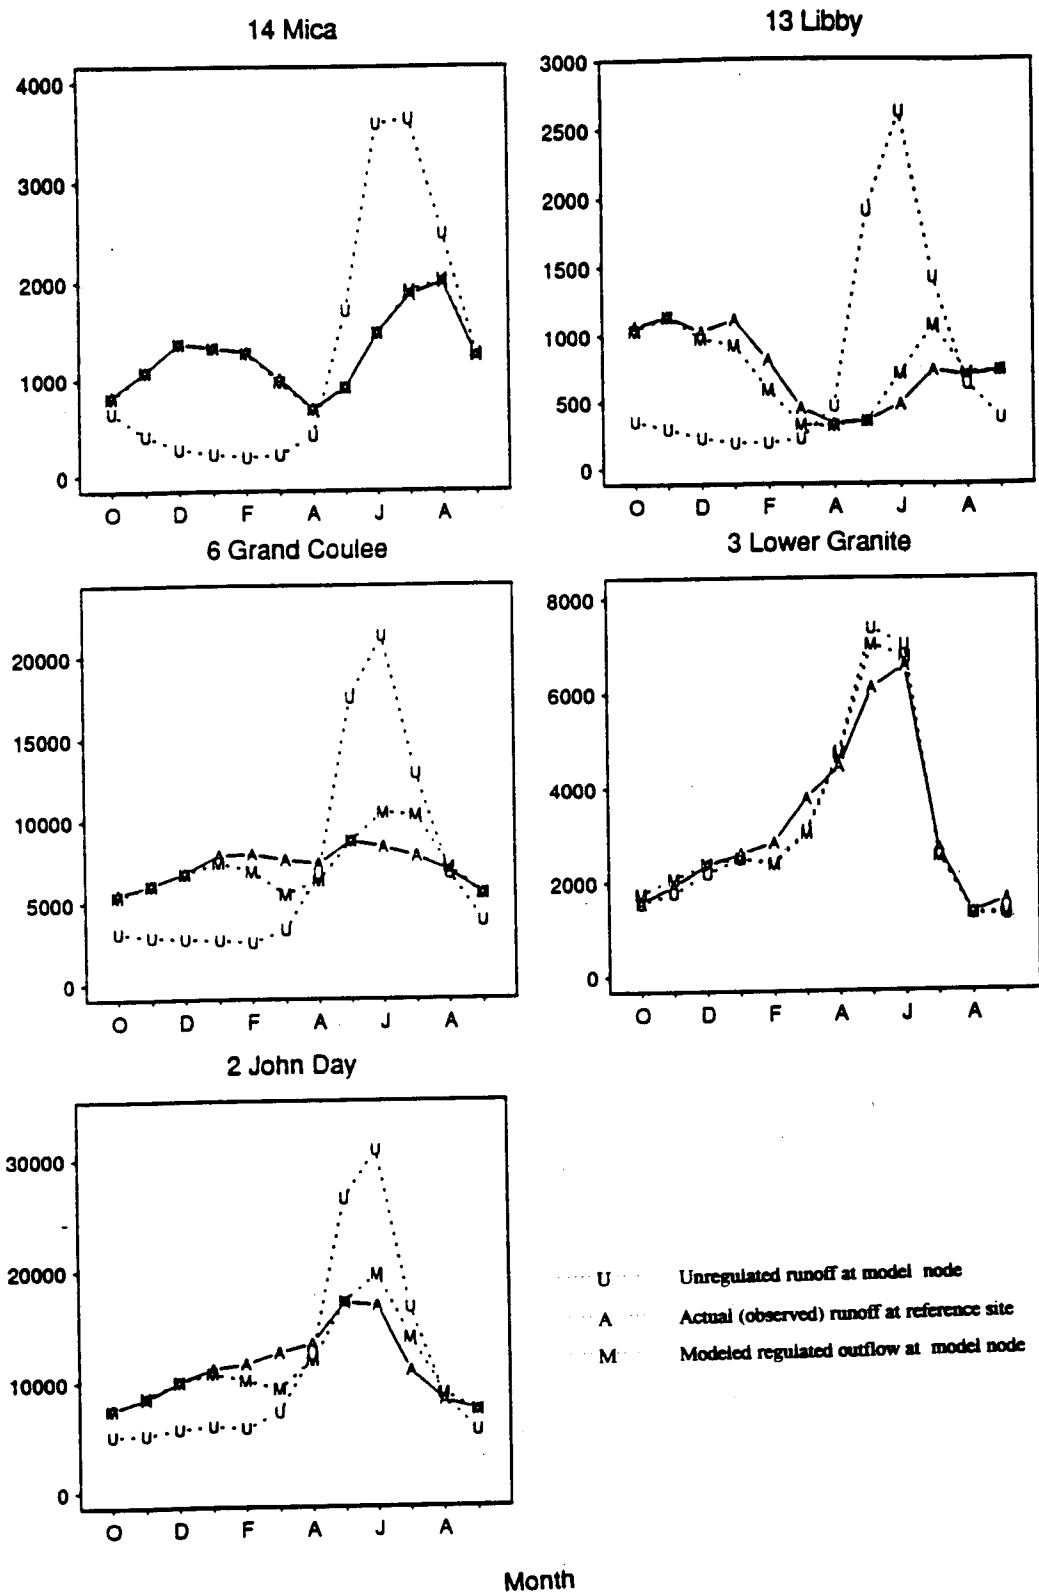 14 Mica
13 Libby
4000
3000
2000
1000
0
O D F A J A
3000
2500
2000
1500
1000
500
0
O D F A J A
6 Grand Coulee
3 Lower Granite
20000
15000
10000
5000
0
O D F A J A
8000
6000
4000
2000
0
O D F A J A
2 John Day
30000
20000
10000
0
O D F A J A
U Unregulated runoff at model node
A Actual (observed) runoff at reference site
M Modeled regulated outflow at model node
Month